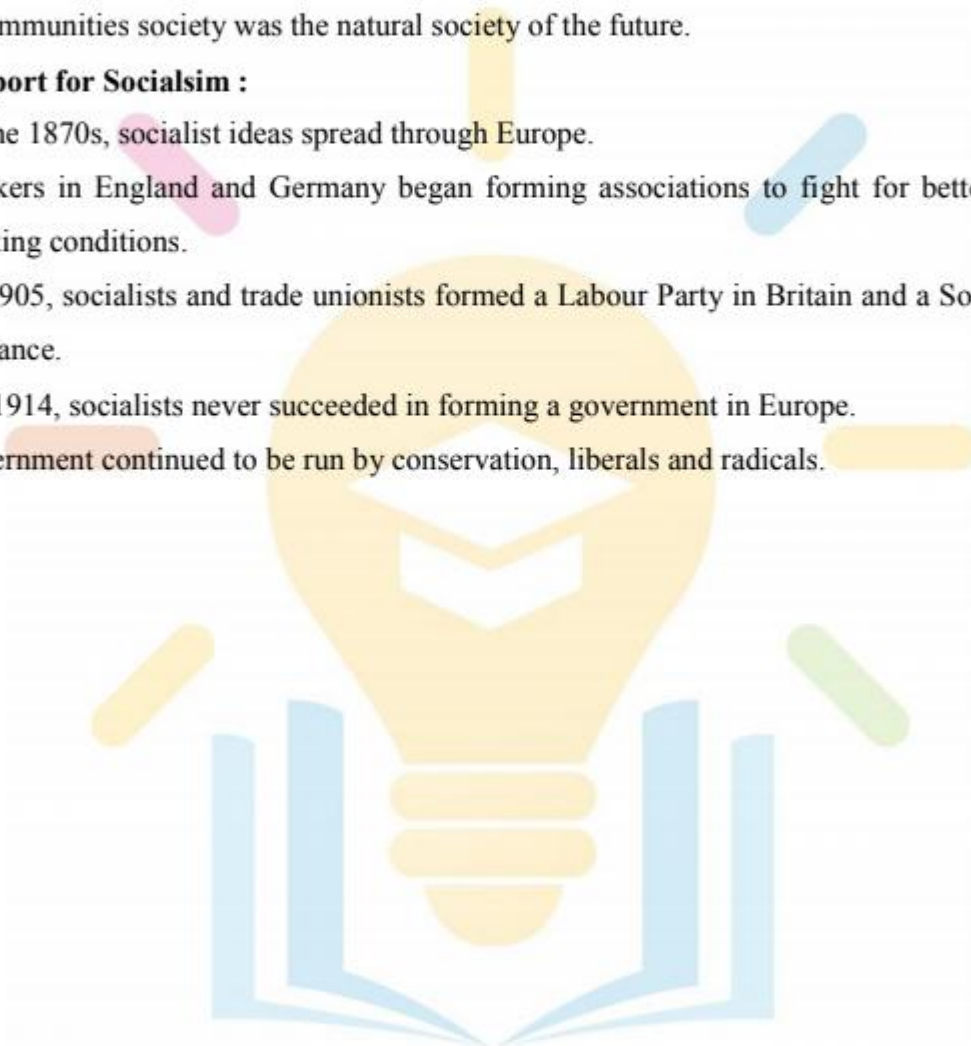 mmunities society was the natural society of the future.
port for Socialsim :
ne 1870s, socialist ideas spread through Europe.
kers in England and Germany began forming associations to fight for bett
ing conditions.
905, socialists and trade unionists formed a Labour Party in Britain and a So
ance.
1914, socialists never succeeded in forming a government in Europe.
ernment continued to be run by conservation, liberals and radicals.